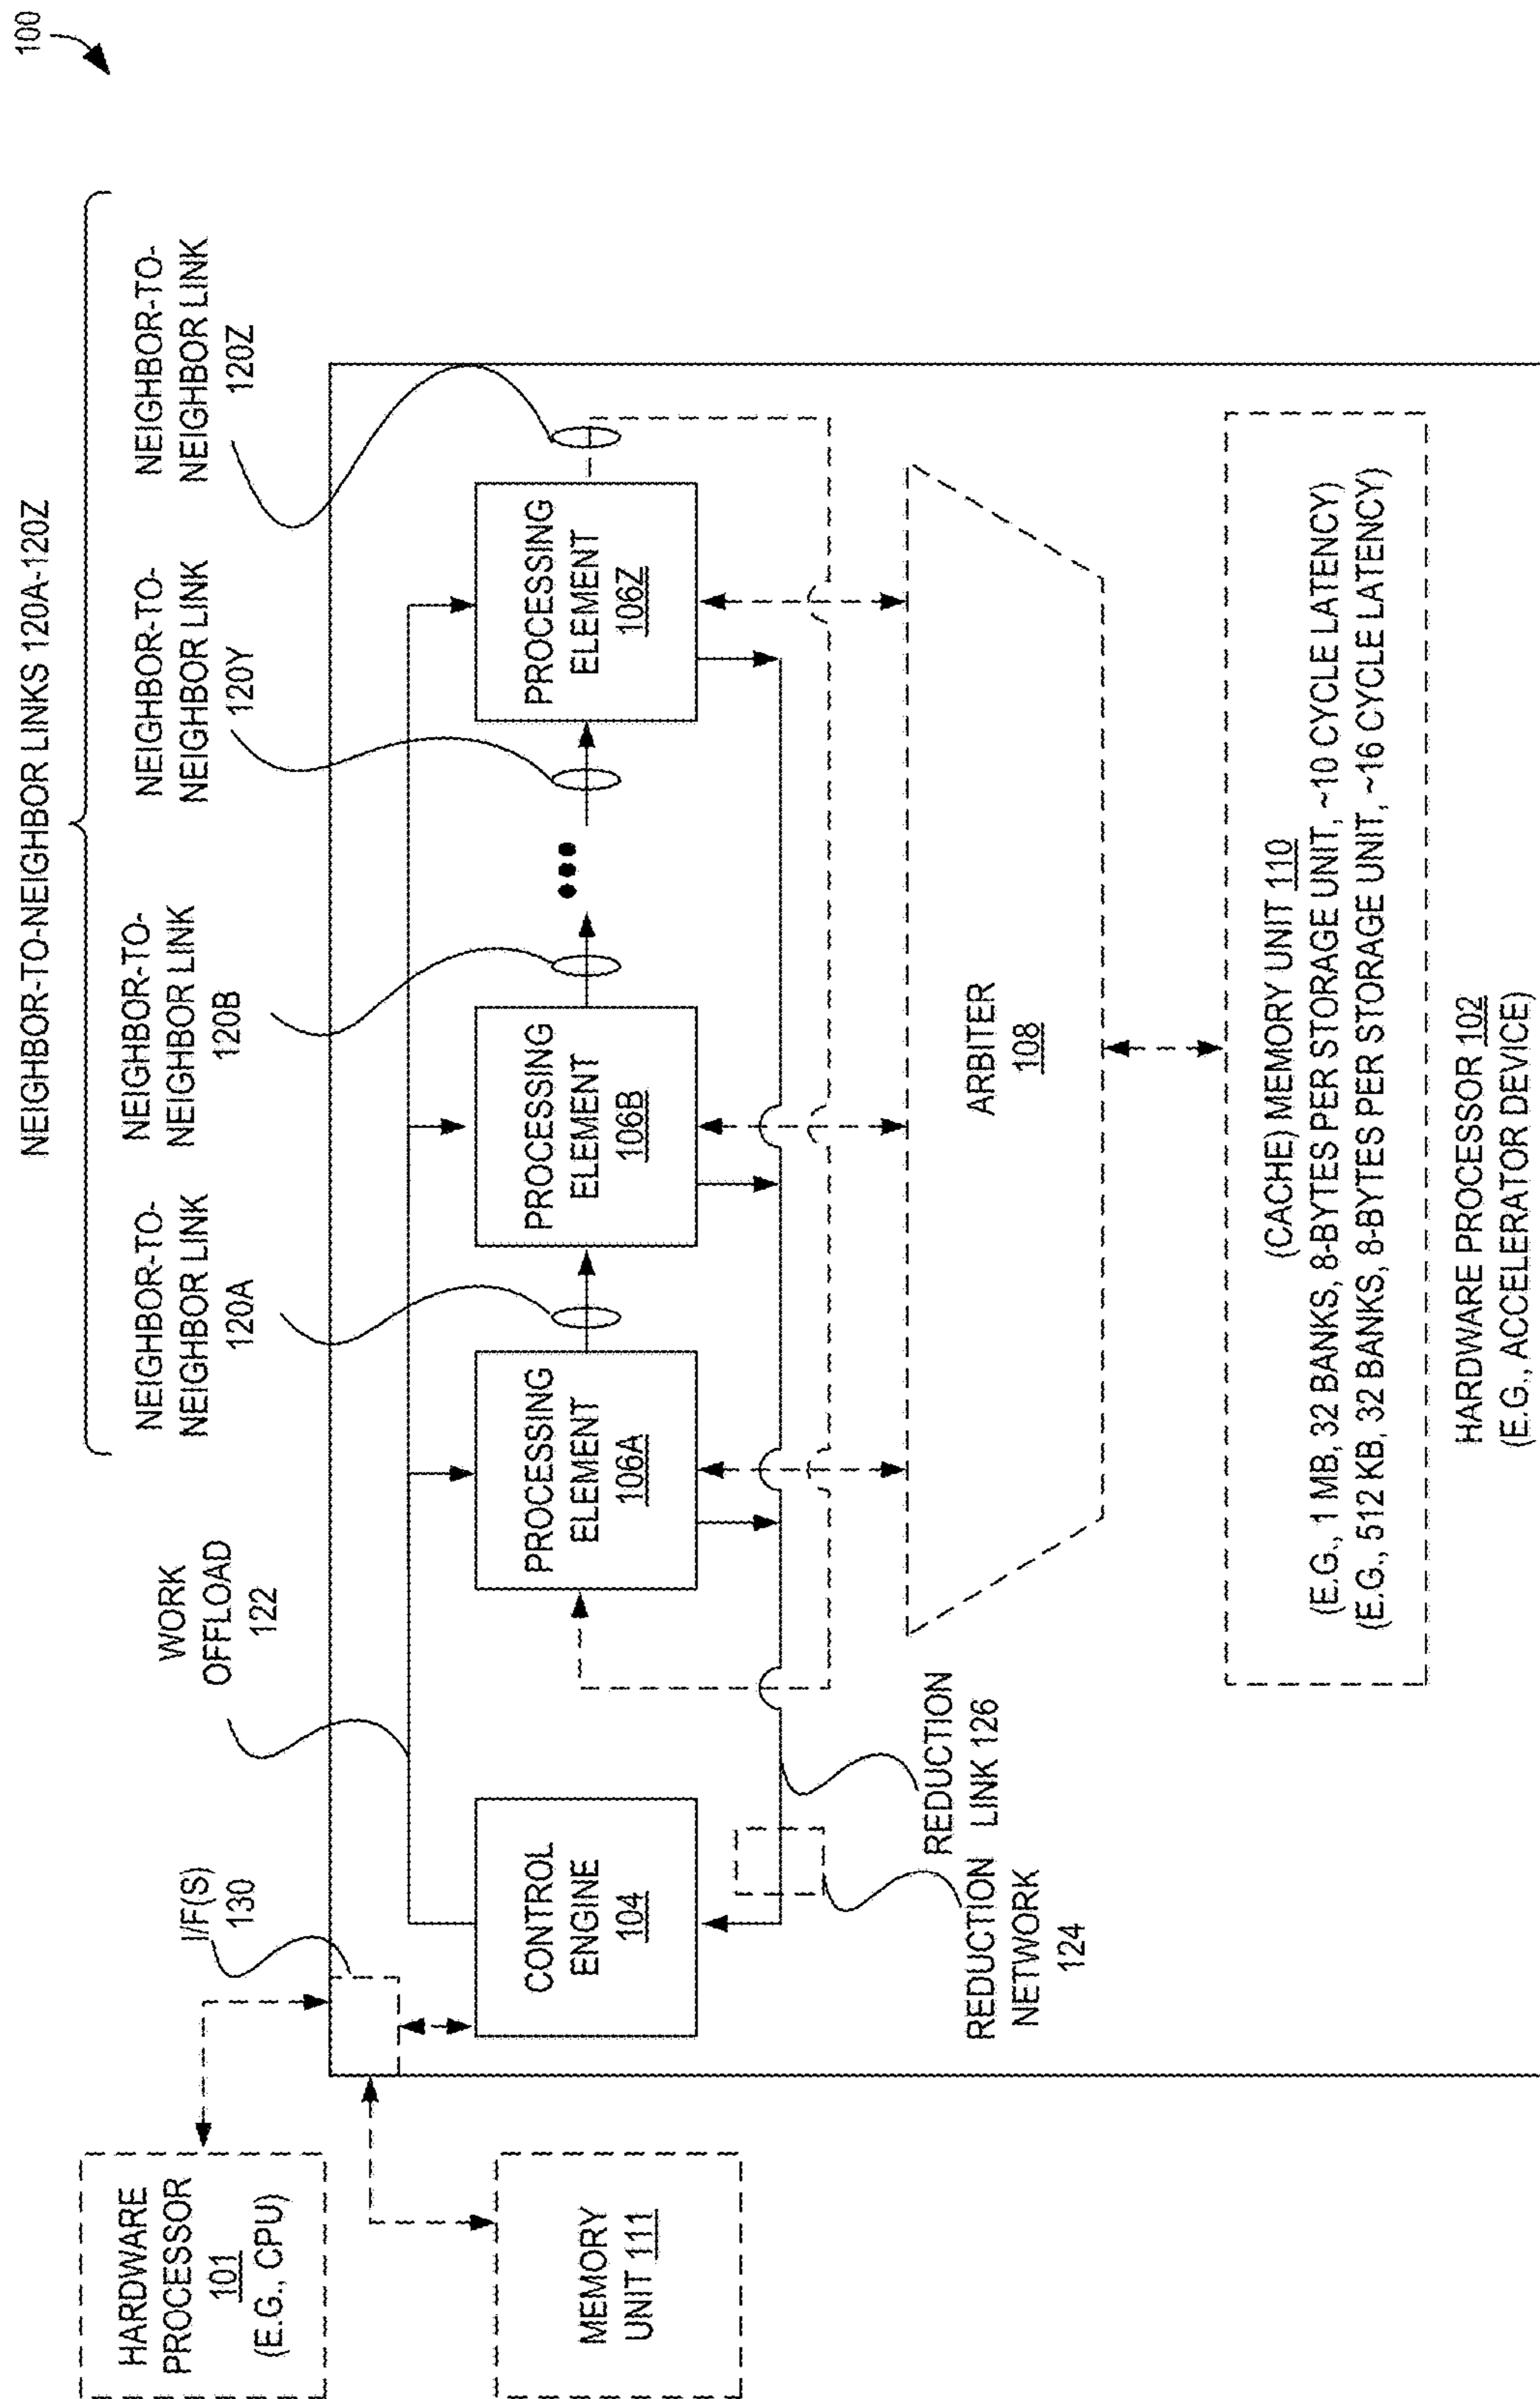 100
NEIGHBOR-TO-NEIGHBOR LINKS 120A-120Z
NEIGHBOR-TO-
NEIGHBOR LINK
120A
NEIGHBOR-TO-
NEIGHBOR LINK
120B
NEIGHBOR-TO-
NEIGHBOR LINK
120Y
NEIGHBOR-TO-
NEIGHBOR LINK
120Z
HARDWARE
PROCESSOR
101
(E.G., CPU)
I/F(S)
130
WORK
OFFLOAD
122
MEMORY
UNIT 111
CONTROL
ENGINE
104
PROCESSING
ELEMENT
106A
PROCESSING
ELEMENT
106B
PROCESSING
ELEMENT
106Z
REDUCTION
LINK 126
REDUCTION
NETWORK
124
ARBITER
108
(CACHE) MEMORY UNIT 110
(E.G., 1 MB, 32 BANKS, 8-BYTES PER STORAGE UNIT, ~10 CYCLE LATENCY)
(E.G., 512 KB, 32 BANKS, 8-BYTES PER STORAGE UNIT, ~16 CYCLE LATENCY)
HARDWARE PROCESSOR 102
(E.G., ACCELERATOR DEVICE)